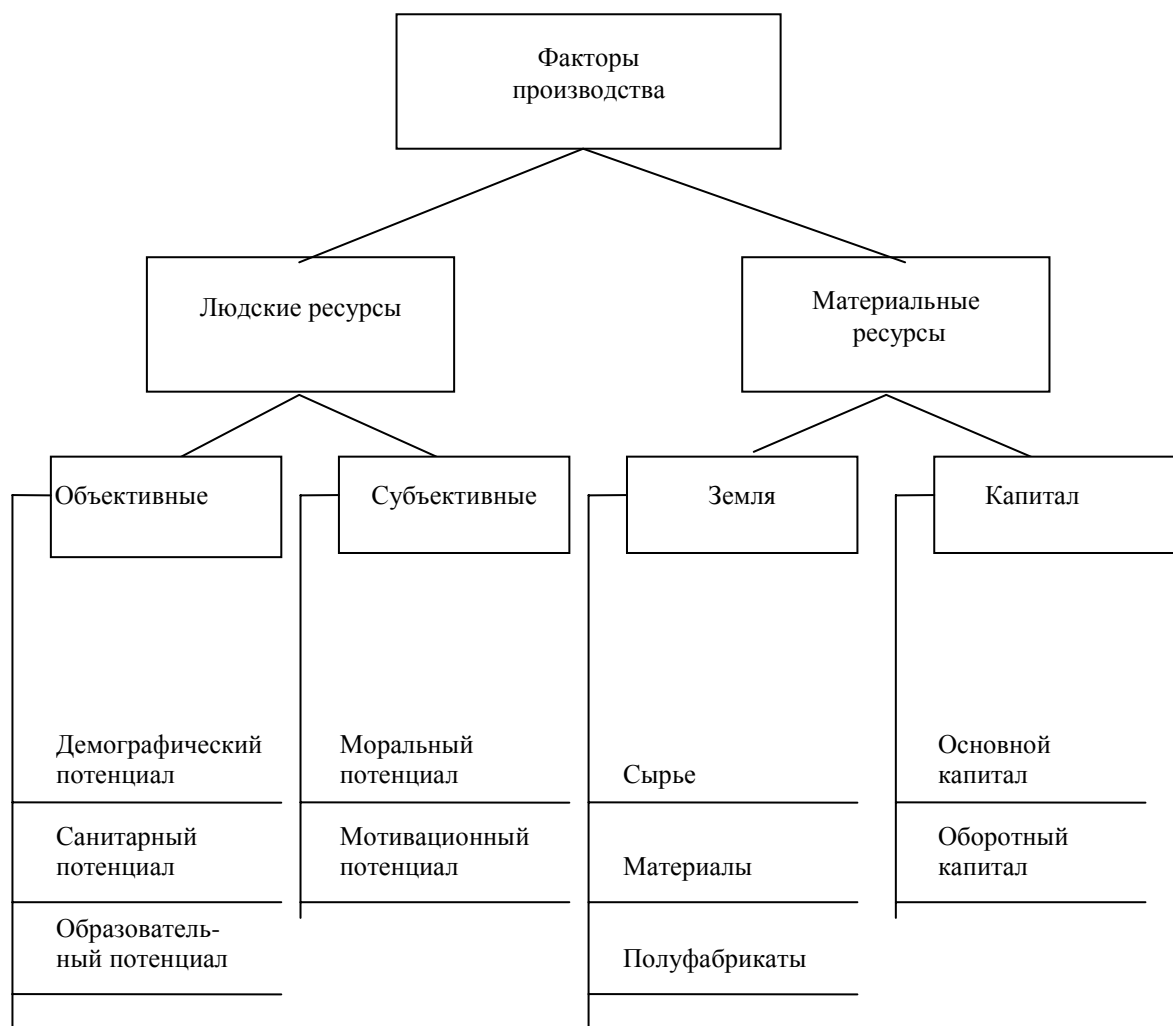 Факторы
производства
Людские ресурсы
Материальные
ресурсы
Объективные
Субъективные
Земля
Капитал
Демографический
потенциал
Санитарный
потенциал
Образователь-
ный потенциал
Моральный
потенциал
Мотивационный
потенциал
Сырье
Материалы
Полуфабрикаты
Основной
капитал
Оборотный
капитал